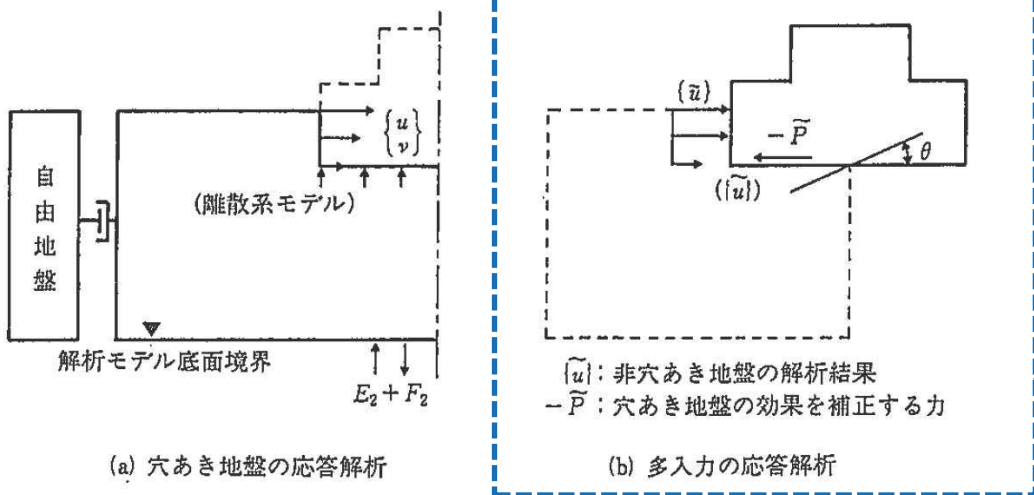 {u
v}
(離散系モデル)
自由地盤
解析モデル底面境界
E₂+F₂
(a) 穴あき地盤の応答解析
{ũ}
−P̃
θ
({ũ})
{ũ}:非穴あき地盤の解析結果
−P̃:穴あき地盤の効果を補正する力
(b) 多入力の応答解析